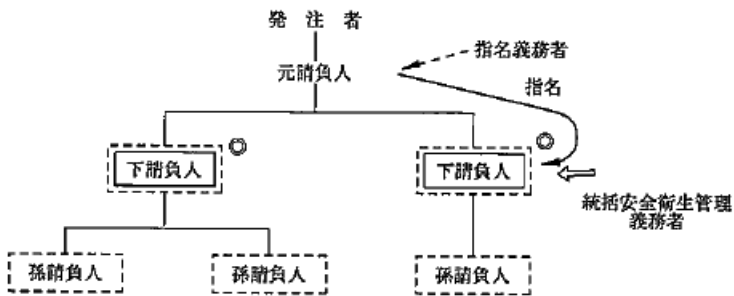 発注者
指名義務者
元請負人
指名
◎
◎
下請負人
下請負人
統括安全衛生管理
義務者
孫請負人
孫請負人
孫請負人